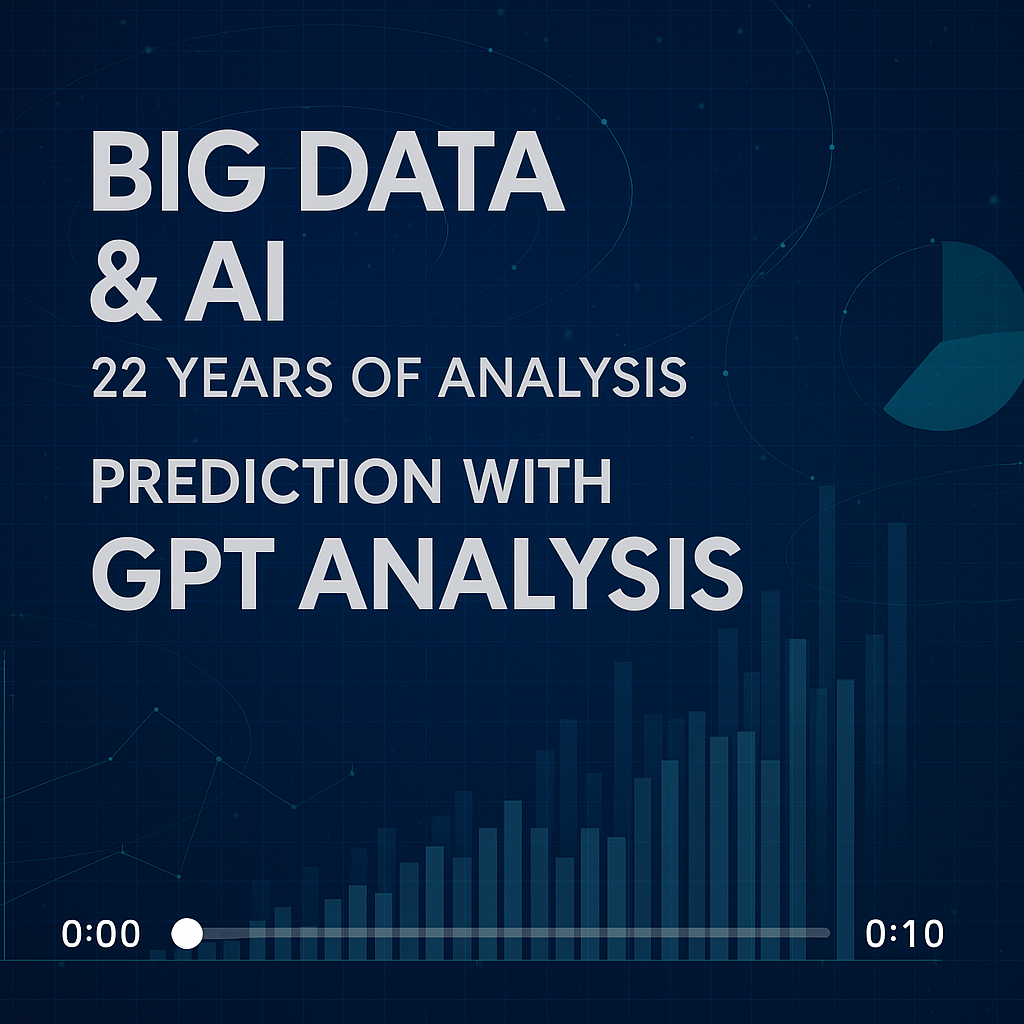 BIG DATA
& AI
22 YEARS OF ANALYSIS
PREDICTION WITH
GPT ANALYSIS
0:00
0:10